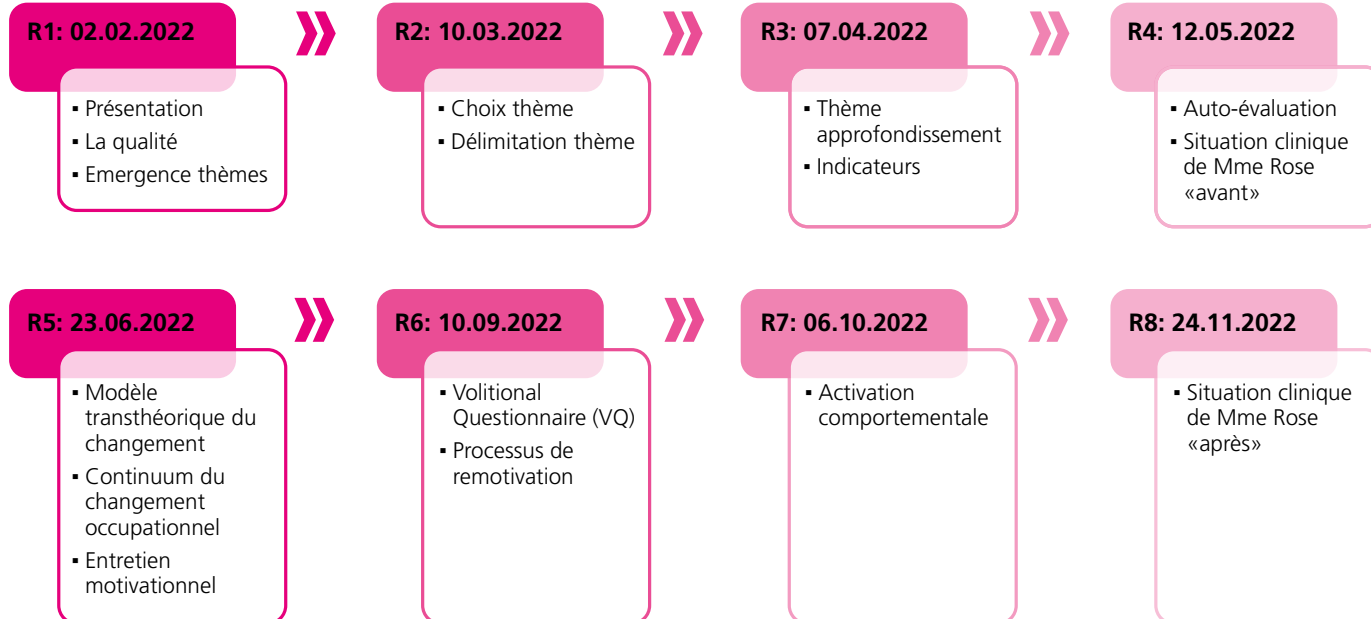 R1: 02.02.2022
▪ Présentation
▪ La qualité
▪ Emergence thèmes
R2: 10.03.2022
▪ Choix thème
▪ Délimitation thème
R3: 07.04.2022
▪ Thème
approfondissement
▪ Indicateurs
R4: 12.05.2022
▪ Auto-évaluation
▪ Situation clinique
de Mme Rose
«avant»
R5: 23.06.2022
▪ Modèle
transthéorique du
changement
▪ Continuum du
changement
occupationnel
▪ Entretien
motivationnel
R6: 10.09.2022
▪ Volitional
Questionnaire (VQ)
▪ Processus de
remotivation
R7: 06.10.2022
▪ Activation
comportementale
R8: 24.11.2022
▪ Situation clinique
de Mme Rose
«après»